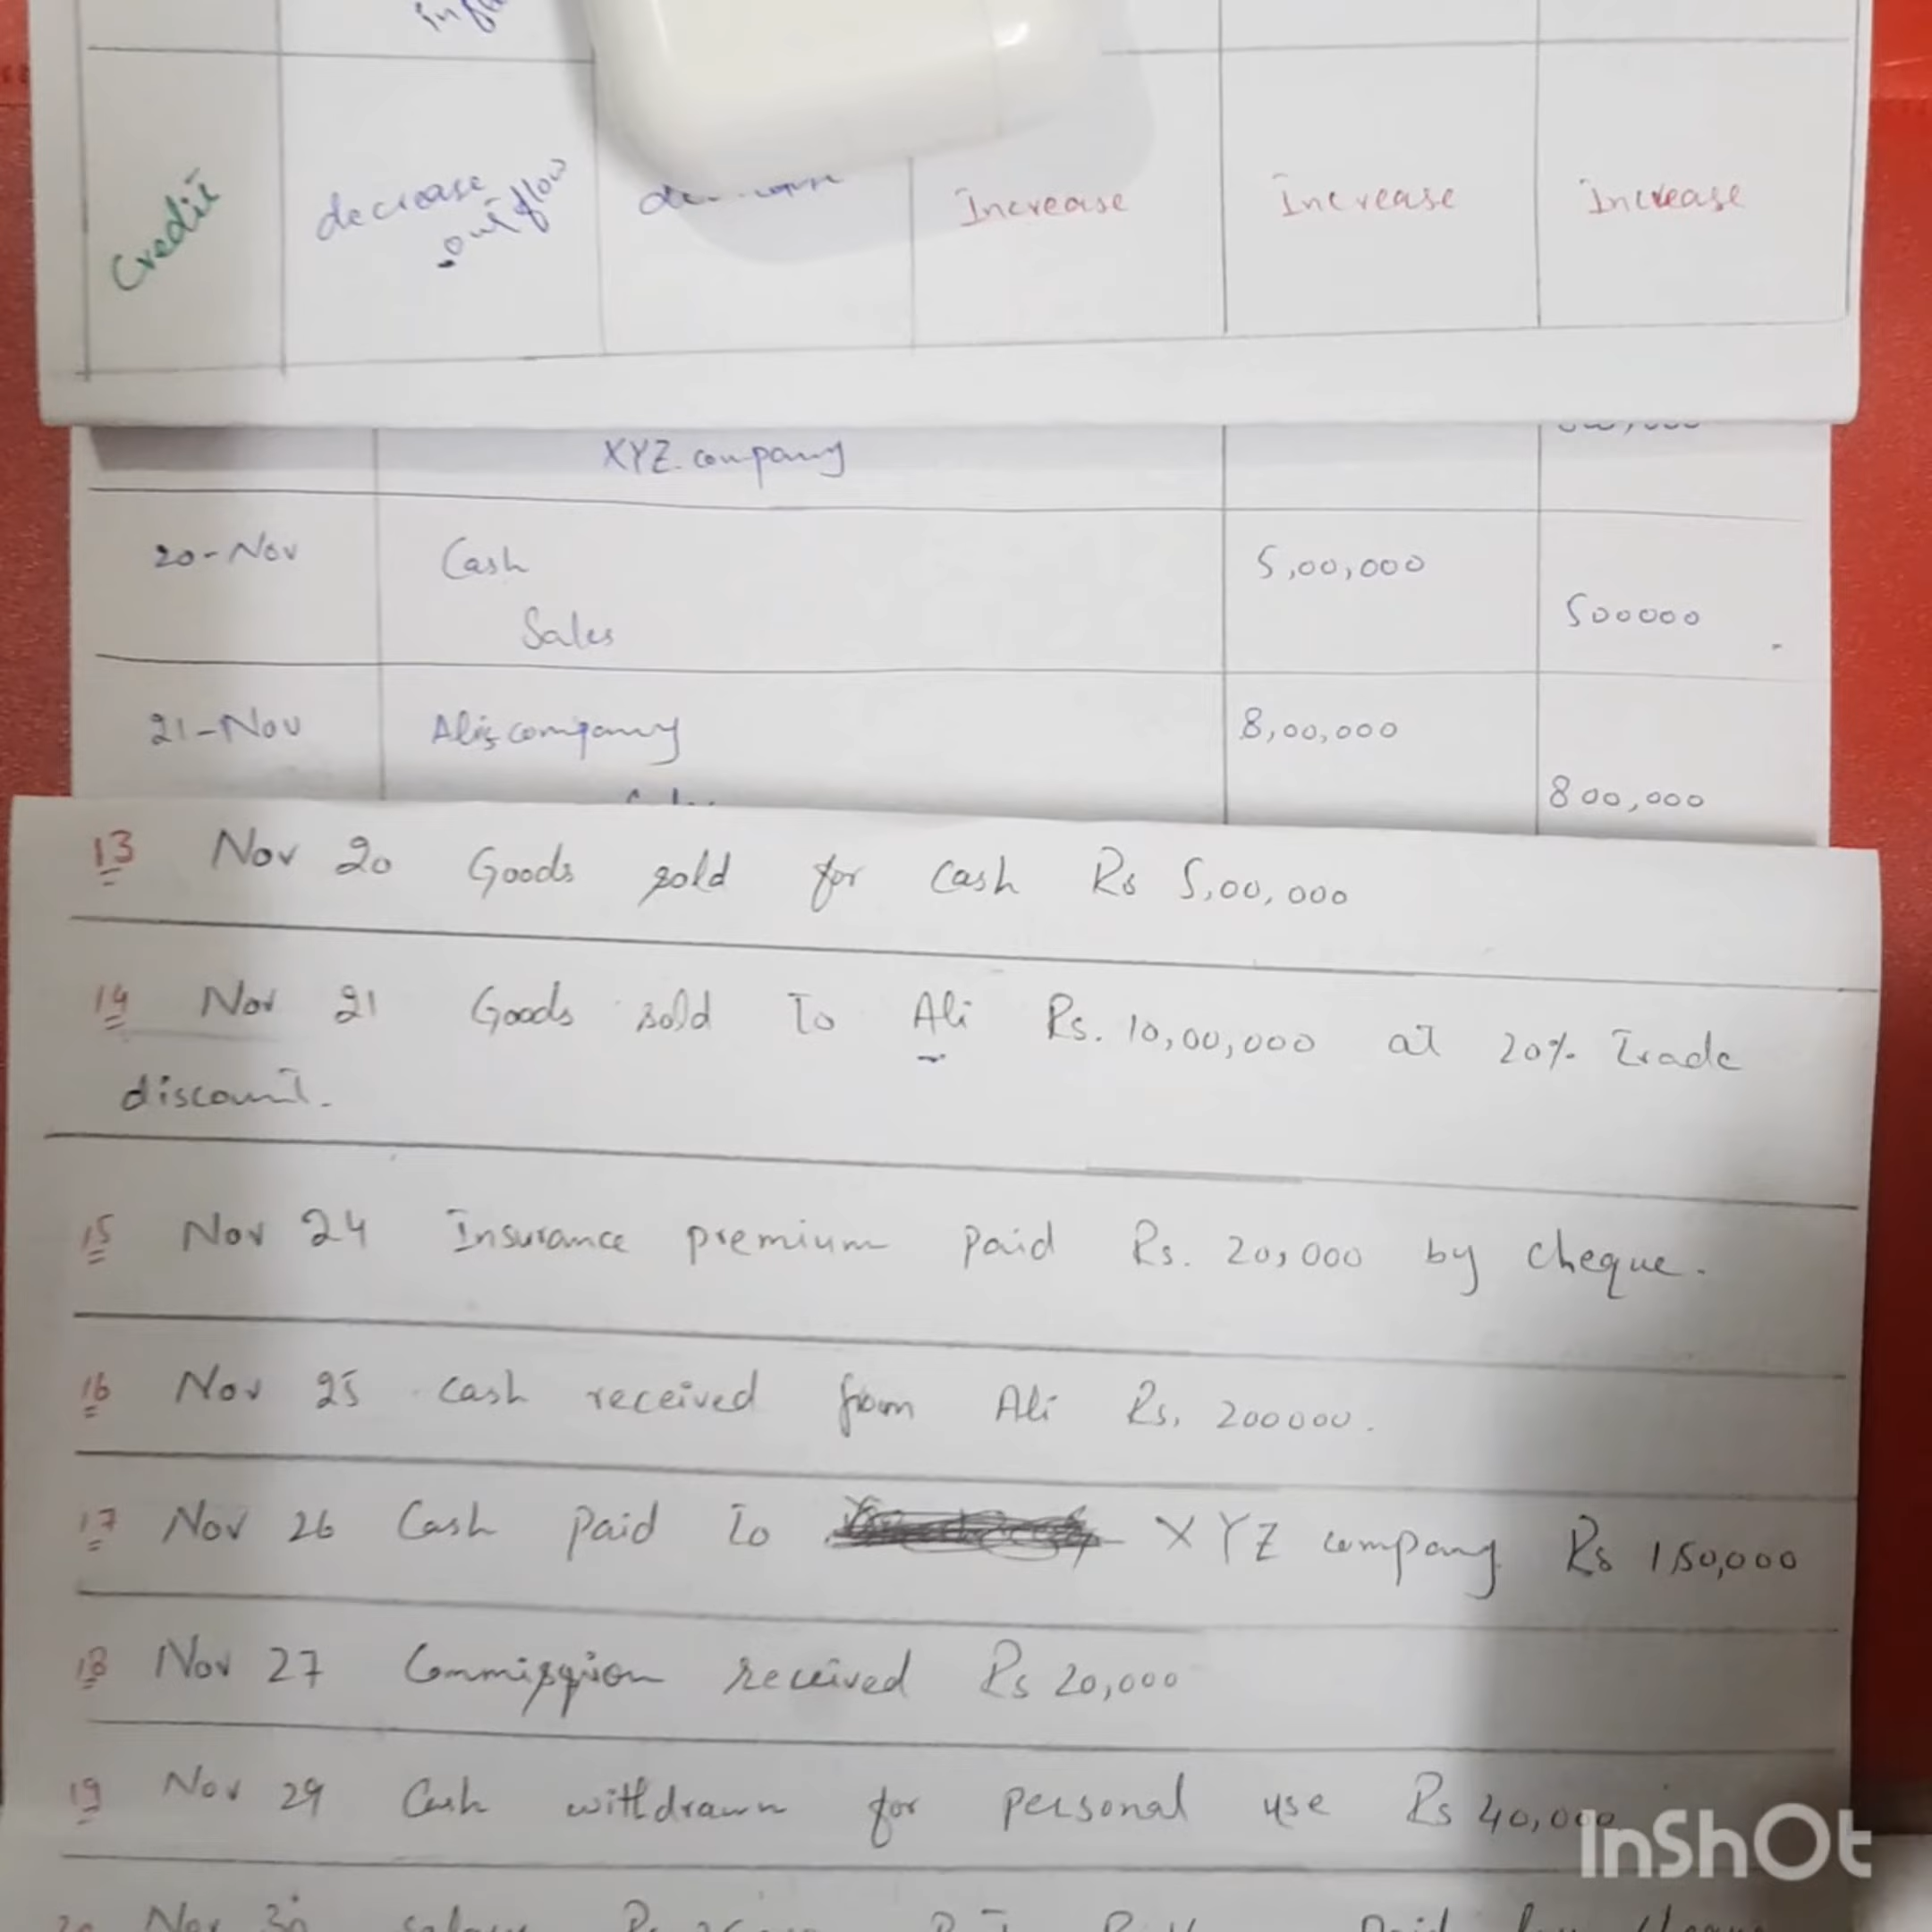 Credit decrease outflow Increase Increase Increase
XYZ company
20-Nov Cash 5,00,000
Sales 500000
21-Nov Ali company 8,00,000
800,000
13 Nov 20 Goods sold for cash Rs 5,00,000
14 Nov 21 Goods sold to Ali Rs. 10,00,000 at 20% Trade
discount.
15 Nov 24 Insurance premium paid Rs. 20,000 by cheque.
16 Nov 25 cash received from Ali Rs. 200000.
17 Nov 26 Cash paid to XYZ company Rs 150,000
18 Nov 27 Commission received Rs 20,000
19 Nov 29 Cash withdrawn for personal use Rs 40,000
InShOt